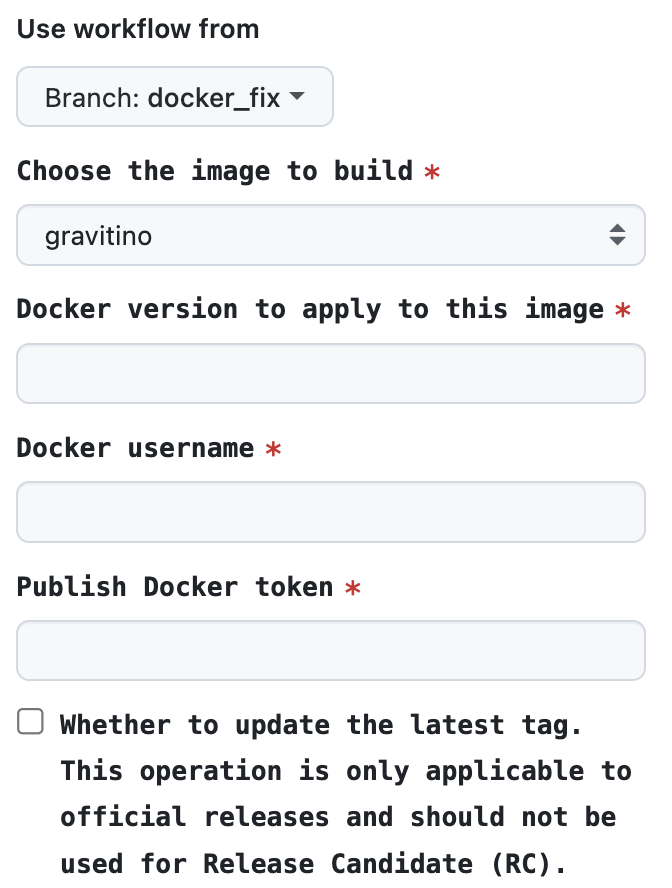 Use workflow from
Branch: docker_fix
Choose the image to build *
gravitino
Docker version to apply to this image *
Docker username *
Publish Docker token *
Whether to update the latest tag.
This operation is only applicable to
official releases and should not be
used for Release Candidate (RC).